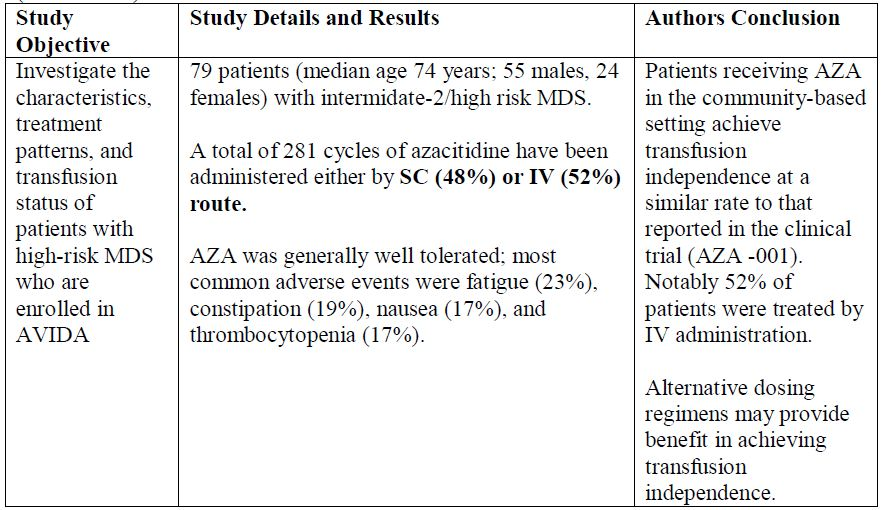 Study
Objective
Study Details and Results
Authors Conclusion
Investigate the
characteristics,
treatment
patterns, and
transfusion
status of
patients with
high-risk MDS
who are
enrolled in
AVIDA
79 patients (median age 74 years; 55 males, 24
females) with intermidate-2/high risk MDS.
A total of 281 cycles of azacitidine have been
administered either by SC (48%) or IV (52%)
route.
AZA was generally well tolerated; most
common adverse events were fatigue (23%),
constipation (19%), nausea (17%), and
thrombocytopenia (17%).
Patients receiving AZA
in the community-based
setting achieve
transfusion
independence at a
similar rate to that
reported in the clinical
trial (AZA -001).
Notably 52% of
patients were treated by
IV administration.
Alternative dosing
regimens may provide
benefit in achieving
transfusion
independence.